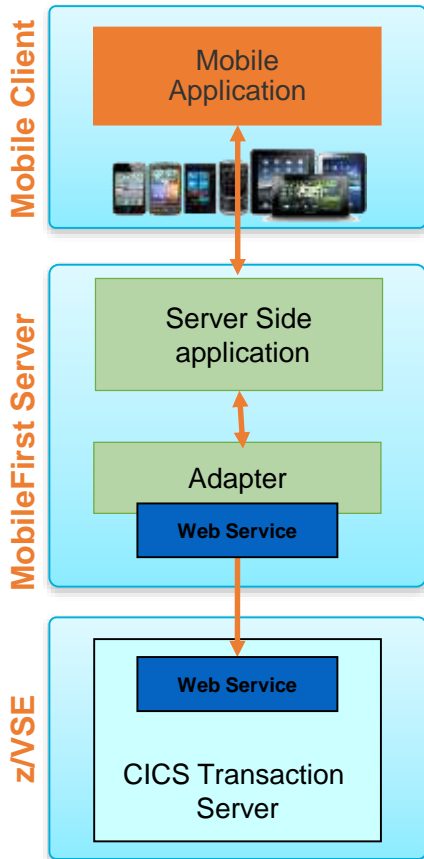 Mobile Client
Mobile
Application
MobileFirst Server
Server Side
application
Adapter
Web Service
z/VSE
Web Service
CICS Transaction
Server